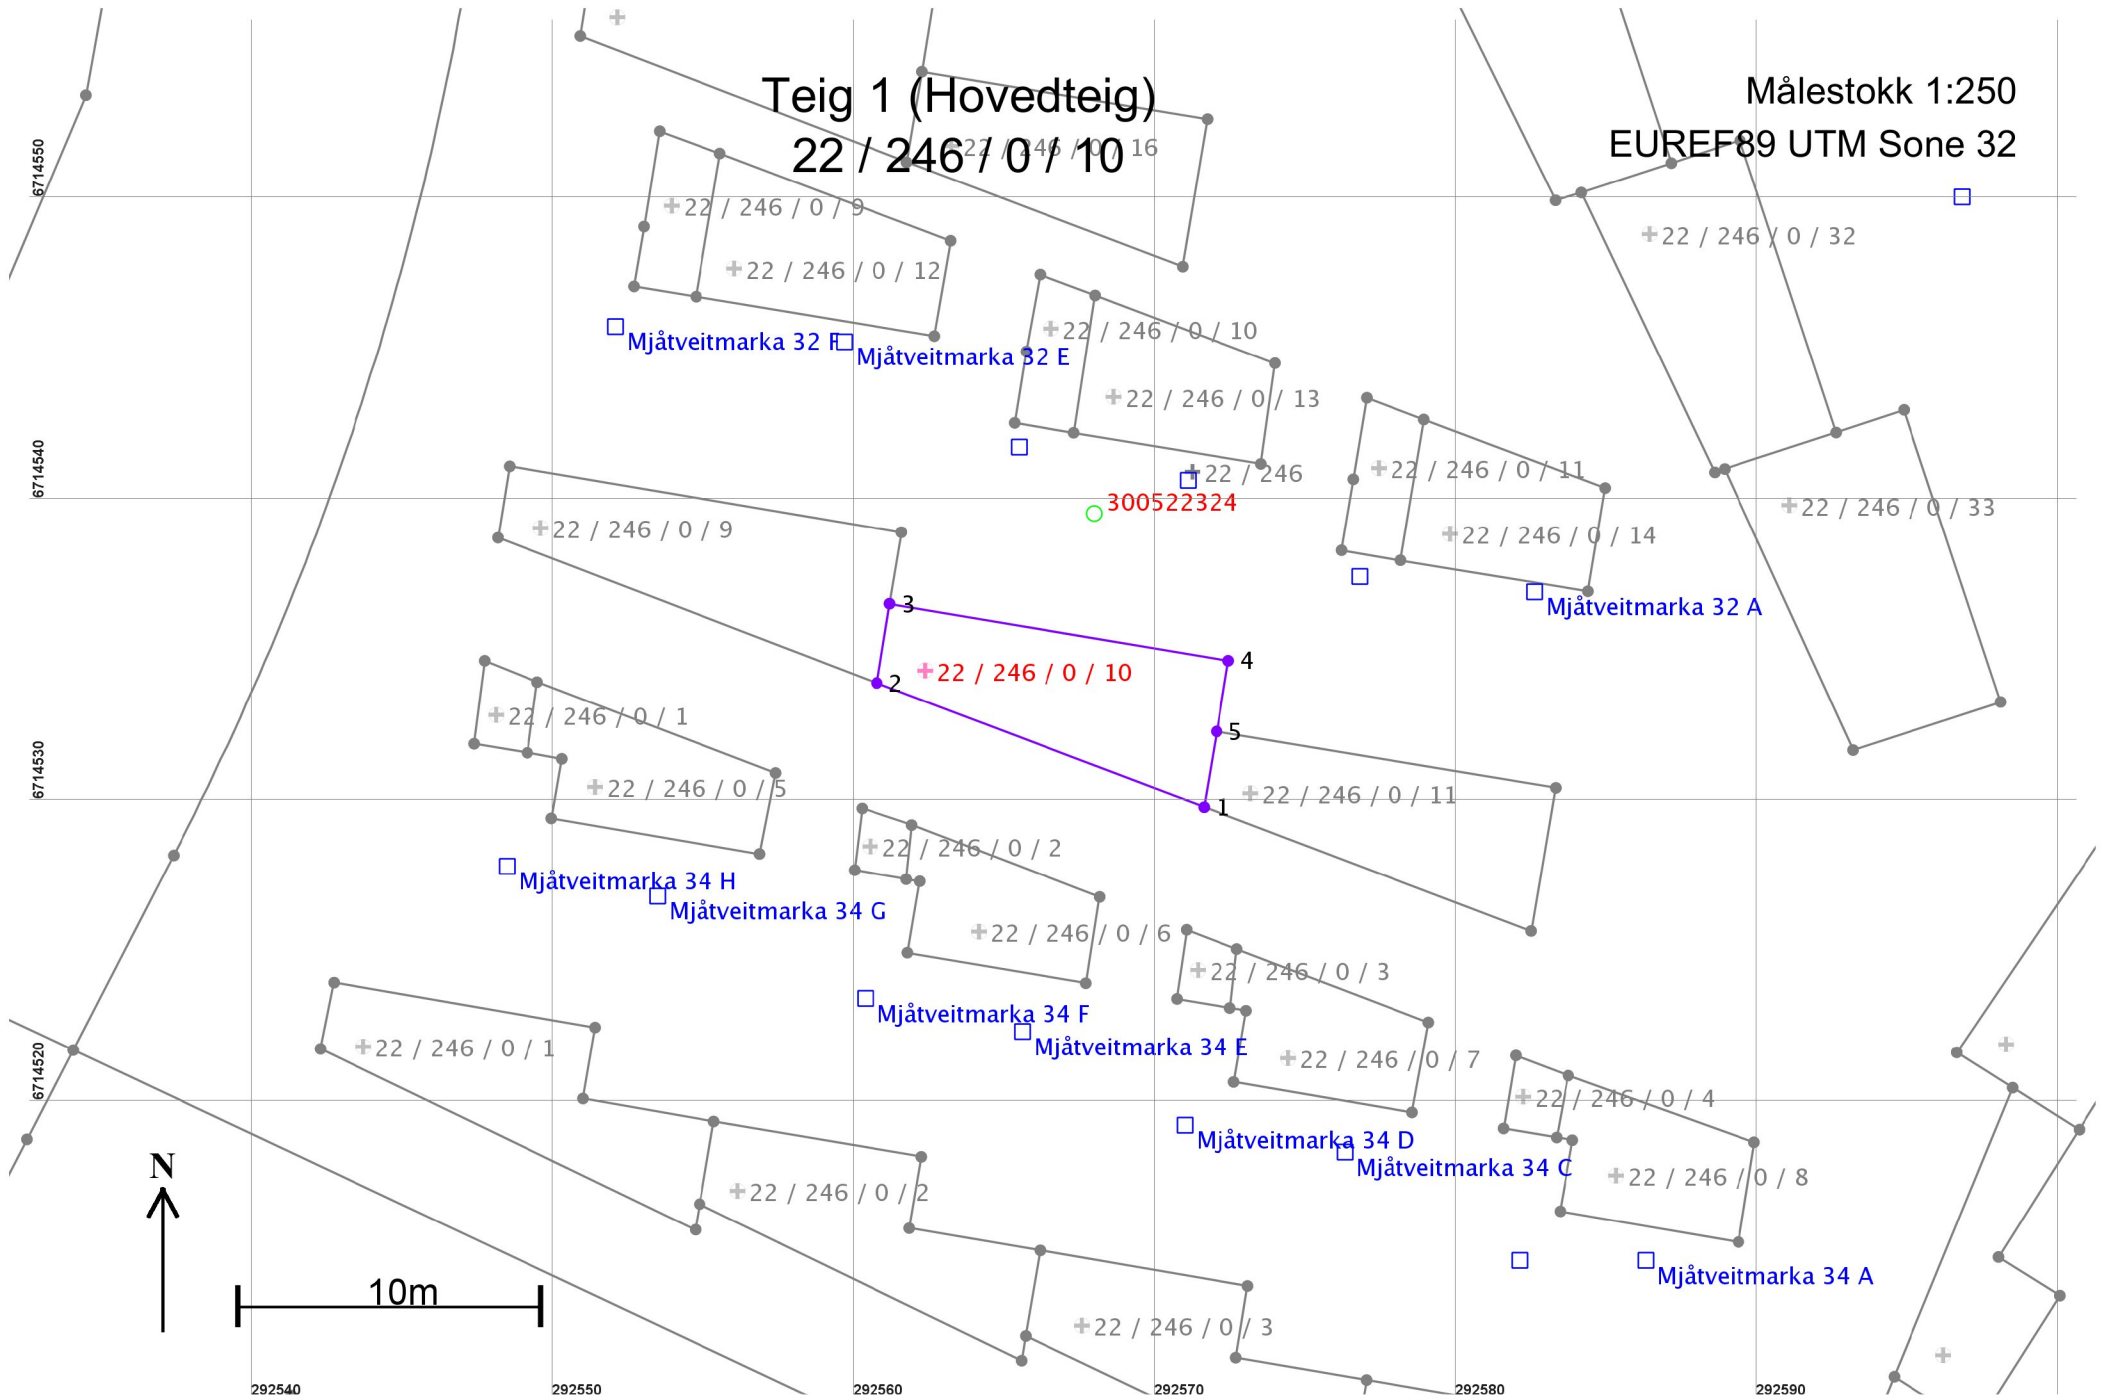 Teig 1 (Hovedteig)
22 / 246 / 0 / 10
Målestokk 1:250
EUREF89 UTM Sone 32
6714550
22 / 246 / 0 / 16
22 / 246 / 0 / 9
22 / 246 / 0 / 32
22 / 246 / 0 / 12
Mjåtveitmarka 32 F
Mjåtveitmarka 32 E
22 / 246 / 0 / 10
22 / 246 / 0 / 13
6714540
22 / 246
300522324
22 / 246 / 0 / 11
22 / 246 / 0 / 33
22 / 246 / 0 / 9
22 / 246 / 0 / 14
Mjåtveitmarka 32 A
3
4
22 / 246 / 0 / 10
2
22 / 246 / 0 / 1
5
6714530
22 / 246 / 0 / 5
22 / 246 / 0 / 11
1
22 / 246 / 0 / 2
Mjåtveitmarka 34 H
Mjåtveitmarka 34 G
22 / 246 / 0 / 6
22 / 246 / 0 / 3
Mjåtveitmarka 34 F
Mjåtveitmarka 34 E
22 / 246 / 0 / 1
22 / 246 / 0 / 7
6714520
22 / 246 / 0 / 4
Mjåtveitmarka 34 D
Mjåtveitmarka 34 C
22 / 246 / 0 / 8
N
22 / 246 / 0 / 2
10m
Mjåtveitmarka 34 A
22 / 246 / 0 / 3
292540
292550
292560
292570
292580
292590